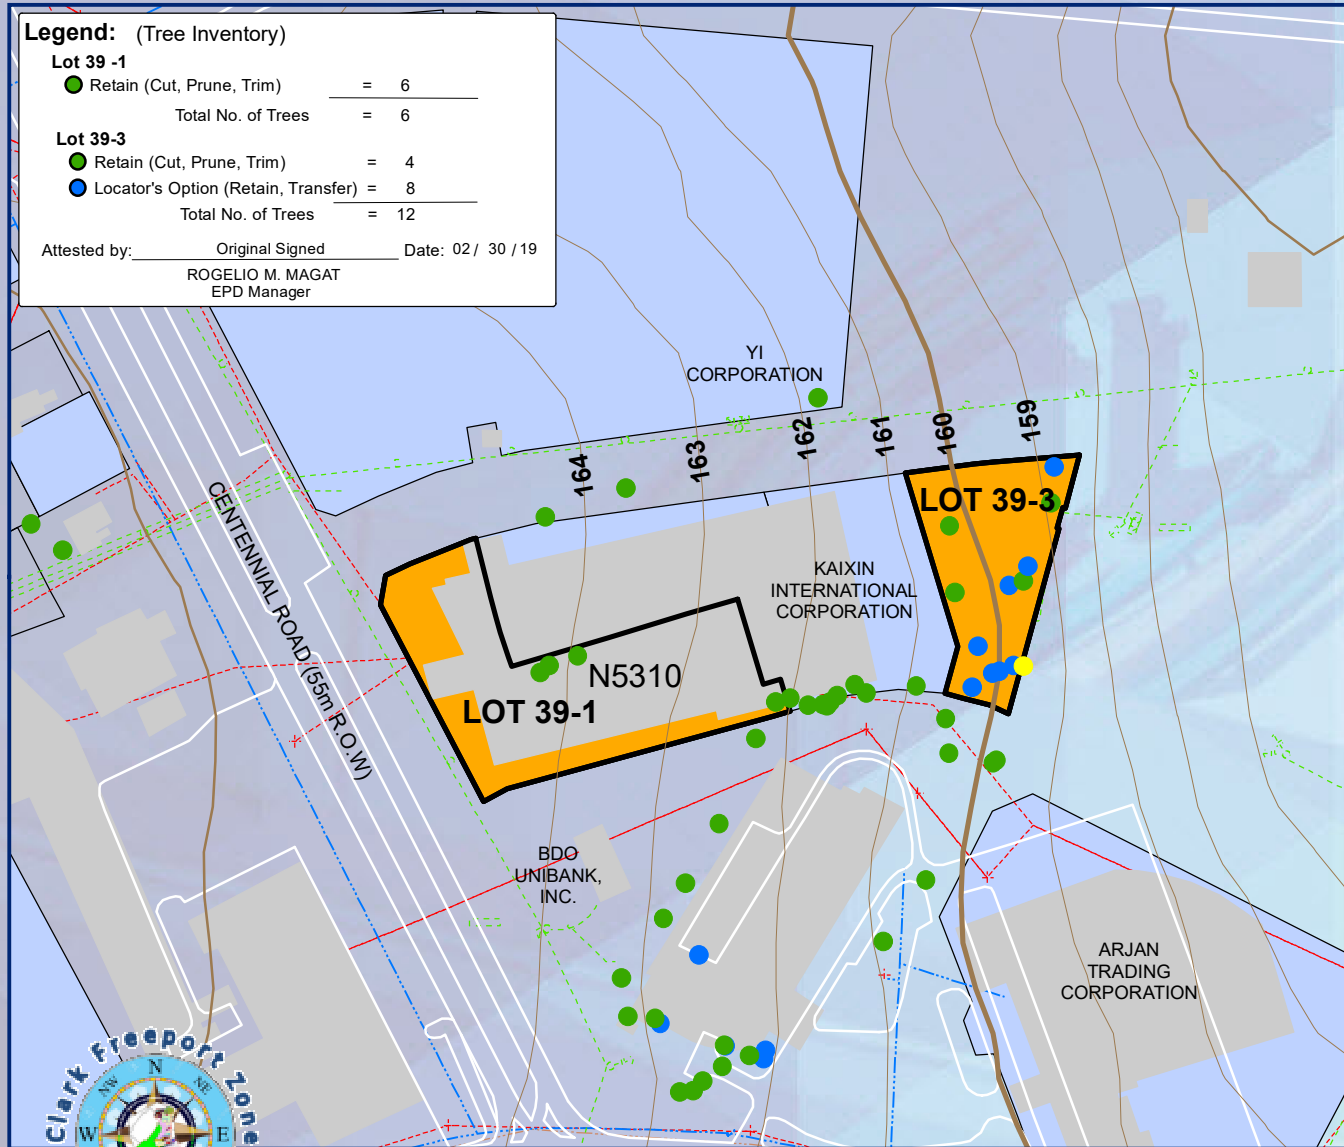 Legend: (Tree Inventory)
Lot 39 -1
Retain (Cut, Prune, Trim) = 6
Total No. of Trees = 6
Lot 39-3
Retain (Cut, Prune, Trim) = 4
Locator's Option (Retain, Transfer) = 8
Total No. of Trees = 12
Attested by: Original Signed Date: 02 / 30 / 19
ROGELIO M. MAGAT
EPD Manager
YI
CORPORATION
164
163
162
161
160
159
LOT 39-3
CENTENNIAL ROAD (55m R.O.W)
KAIXIN
INTERNATIONAL
CORPORATION
N5310
LOT 39-1
BDO
UNIBANK,
INC.
ARJAN
TRADING
CORPORATION
Clark Freeport Zone
N
NW
NE
W
E